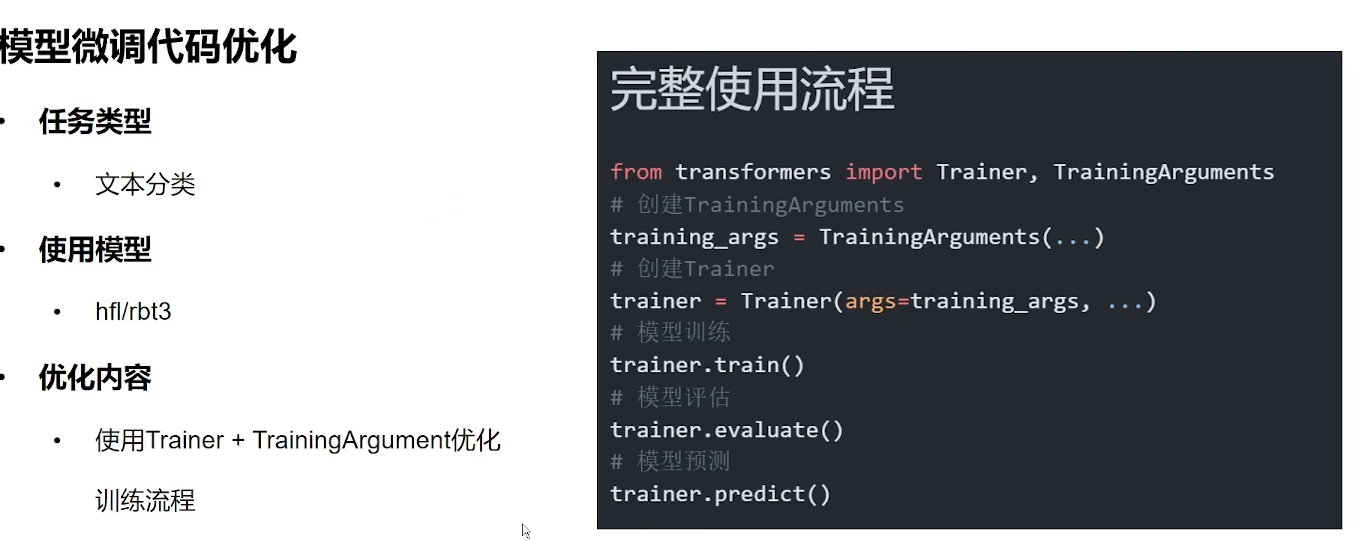 模型微调代码优化
• 任务类型
• 文本分类
• 使用模型
• hfl/rbt3
• 优化内容
• 使用Trainer + TrainingArgument优化
训练流程
完整使用流程
from transformers import Trainer, TrainingArguments
# 创建TrainingArguments
training_args = TrainingArguments(...)
# 创建Trainer
trainer = Trainer(args=training_args, ...)
# 模型训练
trainer.train()
# 模型评估
trainer.evaluate()
# 模型预测
trainer.predict()